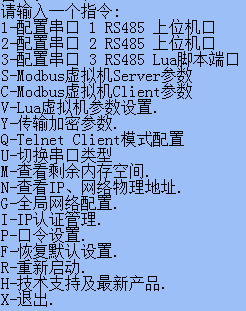 请输入一个指令:
1-配置串口 1 RS485 上位机口
2-配置串口 2 RS485 上位机口
3-配置串口 3 RS485 Lua脚本端口
S-Modbus虚拟机Server参数
C-Modbus虚拟机Client参数
V-Lua虚拟机参数设置.
Y-传输加密参数.
Q-Telnet Client模式配置
U-切换串口类型
M-查看剩余内存空间.
N-查看IP、网络物理地址.
G-全局网络配置.
I-IP认证管理.
P-口令设置.
F-恢复默认设置.
R-重新启动.
H-技术支持及最新产品.
X-退出.